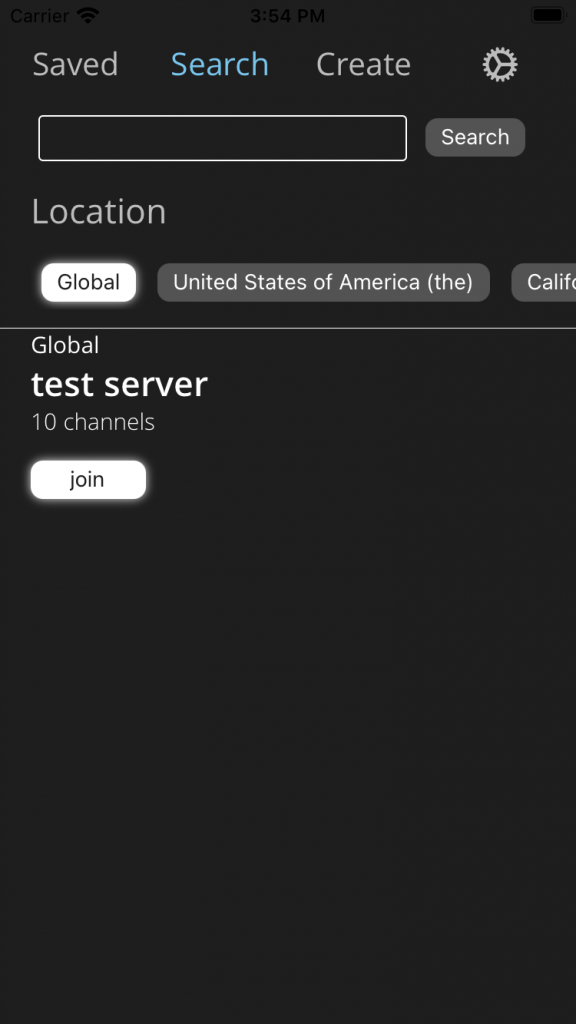 Carrier 3:54 PM
Saved Search Create
Search
Location
Global United States of America (the) Califo
Global
test server
10 channels
join